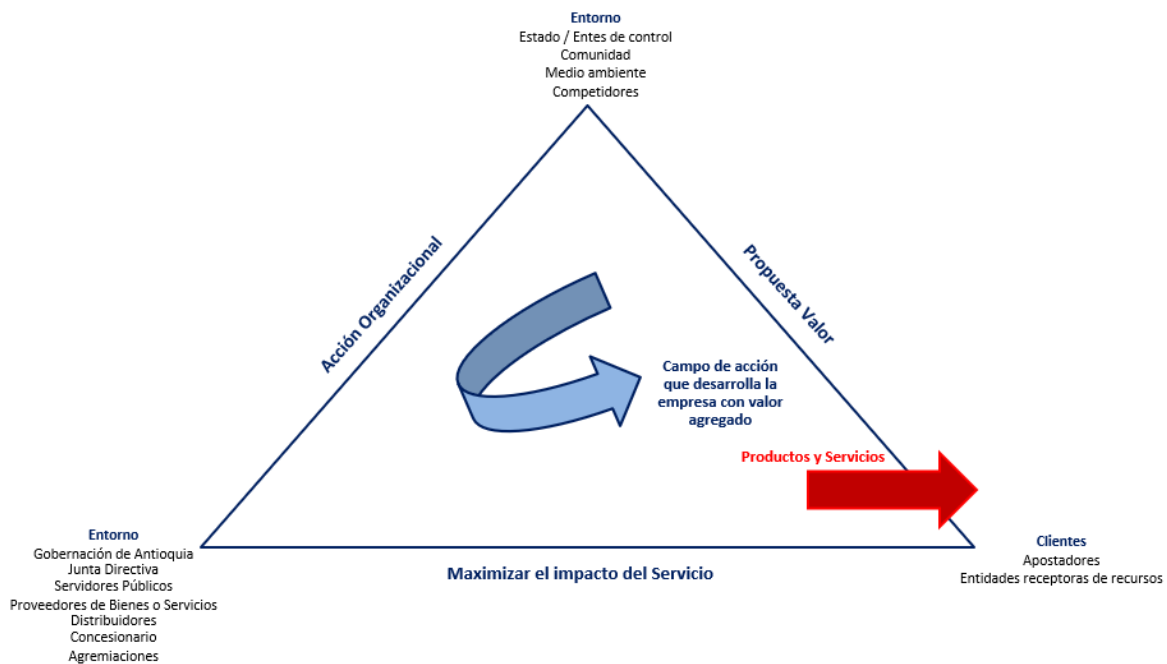 Entorno
Estado / Entes de control
Comunidad
Medio ambiente
Competidores
Acción Organizacional
Propuesta Valor
Campo de acción
que desarrolla la
empresa con valor
agregado
Productos y Servicios
Entorno
Gobernación de Antioquia
Junta Directiva
Servidores Públicos
Proveedores de Bienes o Servicios
Distribuidores
Concesionario
Agremiaciones
Maximizar el impacto del Servicio
Clientes
Apostadores
Entidades receptoras de recursos